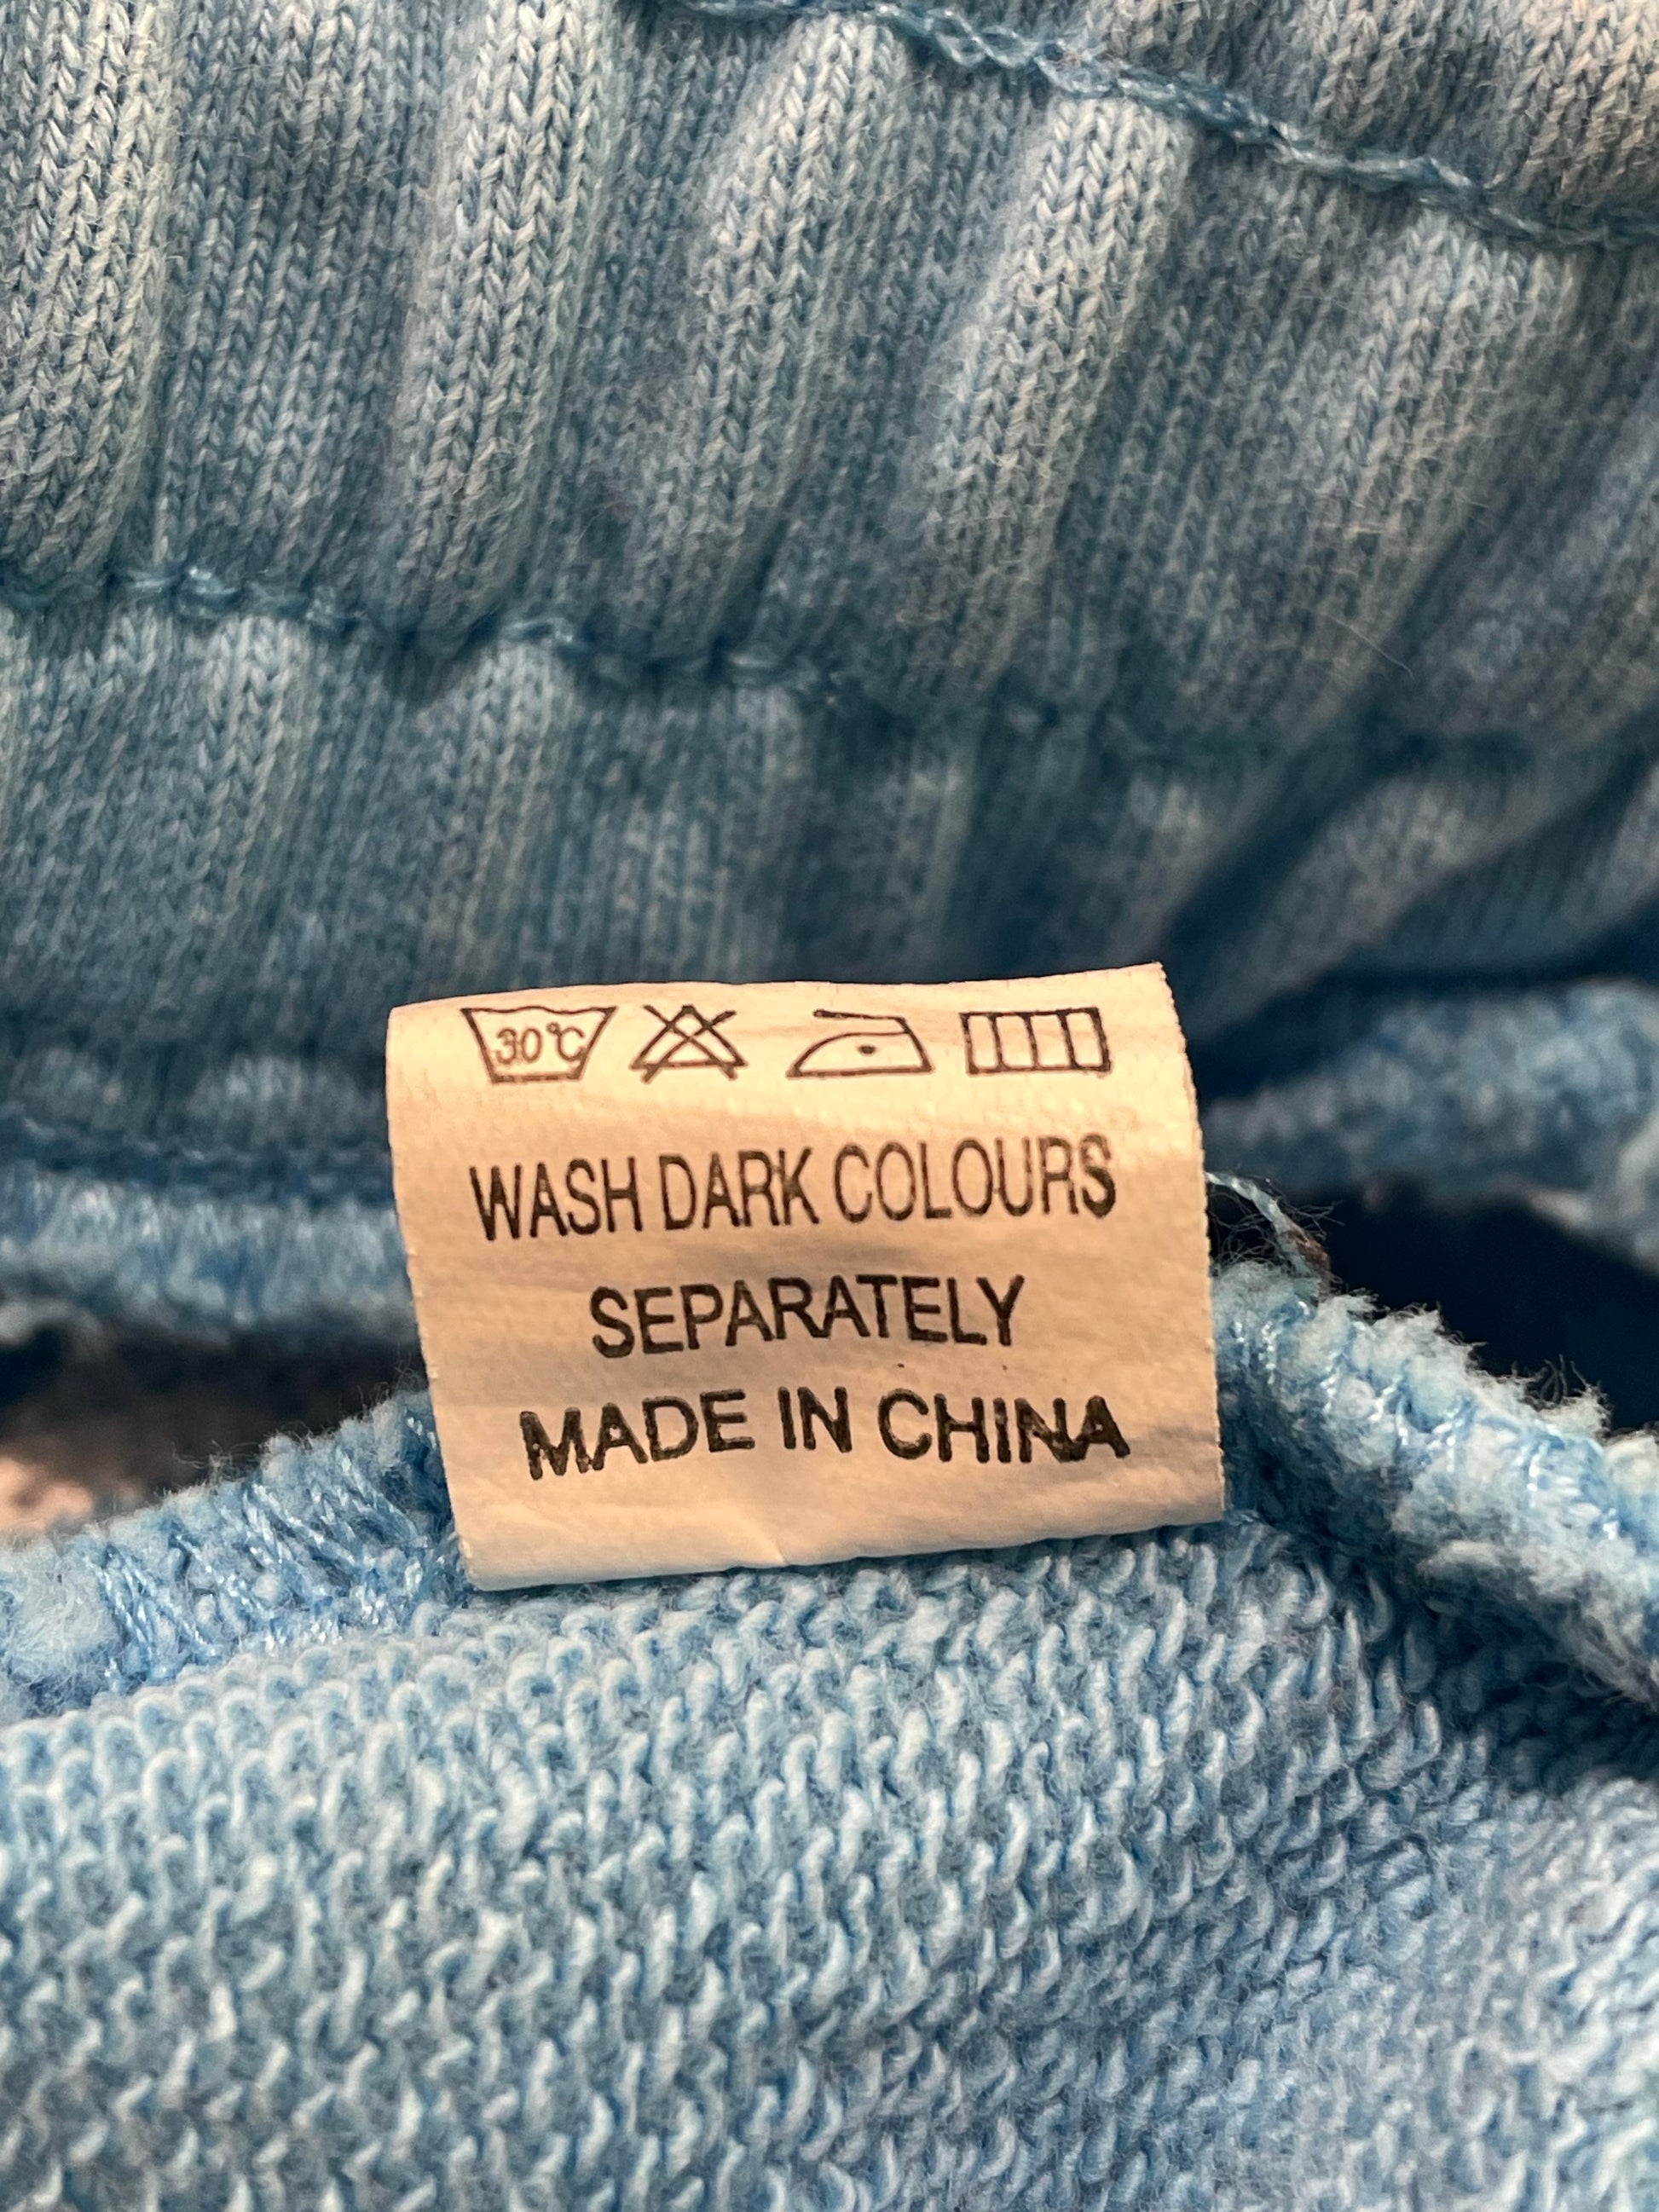 30°C
WASH DARK COLOURS
SEPARATELY
MADE IN CHINA